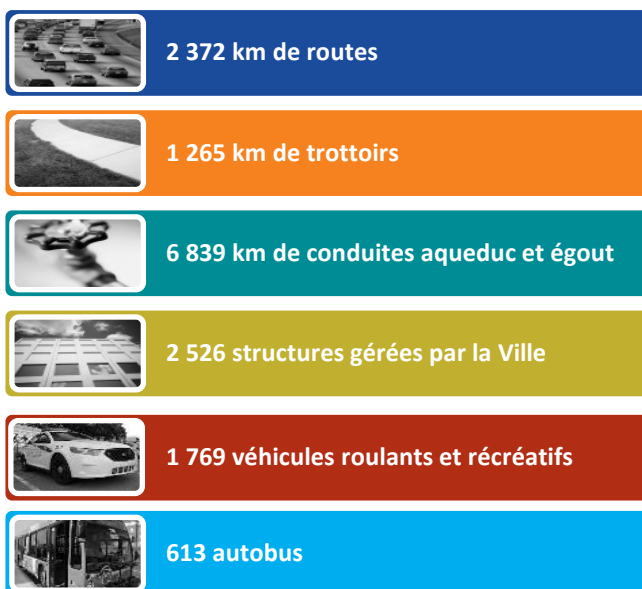 2 372 km de routes
1 265 km de trottoirs
6 839 km de conduites aqueduc et égout
2 526 structures gérées par la Ville
1 769 véhicules roulants et récréatifs
613 autobus